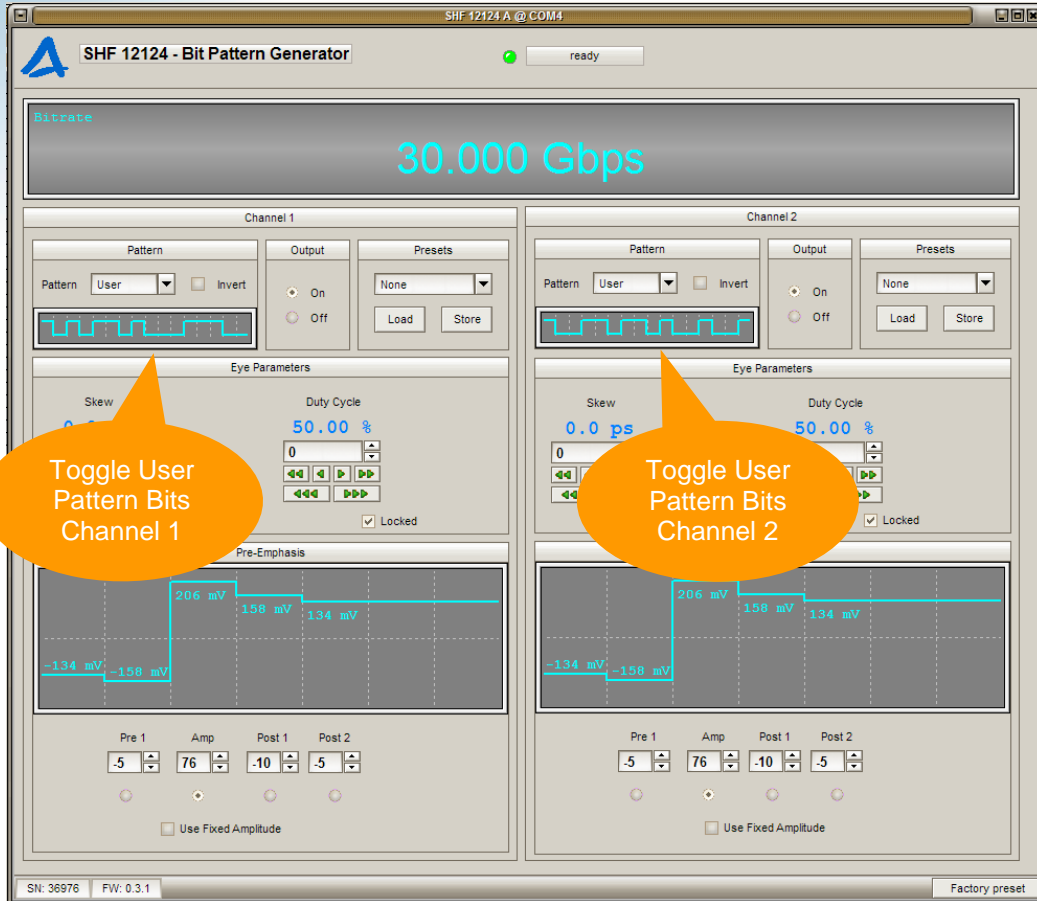 SHF 12124 A @ COM4
SHF 12124 - Bit Pattern Generator
ready
Bitrate
30.000 Gbps
Channel 1
Pattern
Output
Presets
Pattern
User
Invert
On
Off
None
Load
Store
Eye Parameters
Skew
Duty Cycle
50.00 %
0
Locked
Toggle User
Pattern Bits
Channel 1
Pre-Emphasis
206 mV
158 mV
134 mV
-134 mV
-158 mV
Pre 1
Amp
Post 1
Post 2
-5
76
-10
-5
Use Fixed Amplitude
Channel 2
Pattern
Output
Presets
Pattern
User
Invert
On
Off
None
Load
Store
Eye Parameters
Skew
Duty Cycle
0.0 ps
50.00 %
0
Locked
Toggle User
Pattern Bits
Channel 2
206 mV
158 mV
134 mV
-134 mV
-158 mV
Pre 1
Amp
Post 1
Post 2
-5
76
-10
-5
Use Fixed Amplitude
SN: 36976
FW: 0.3.1
Factory preset